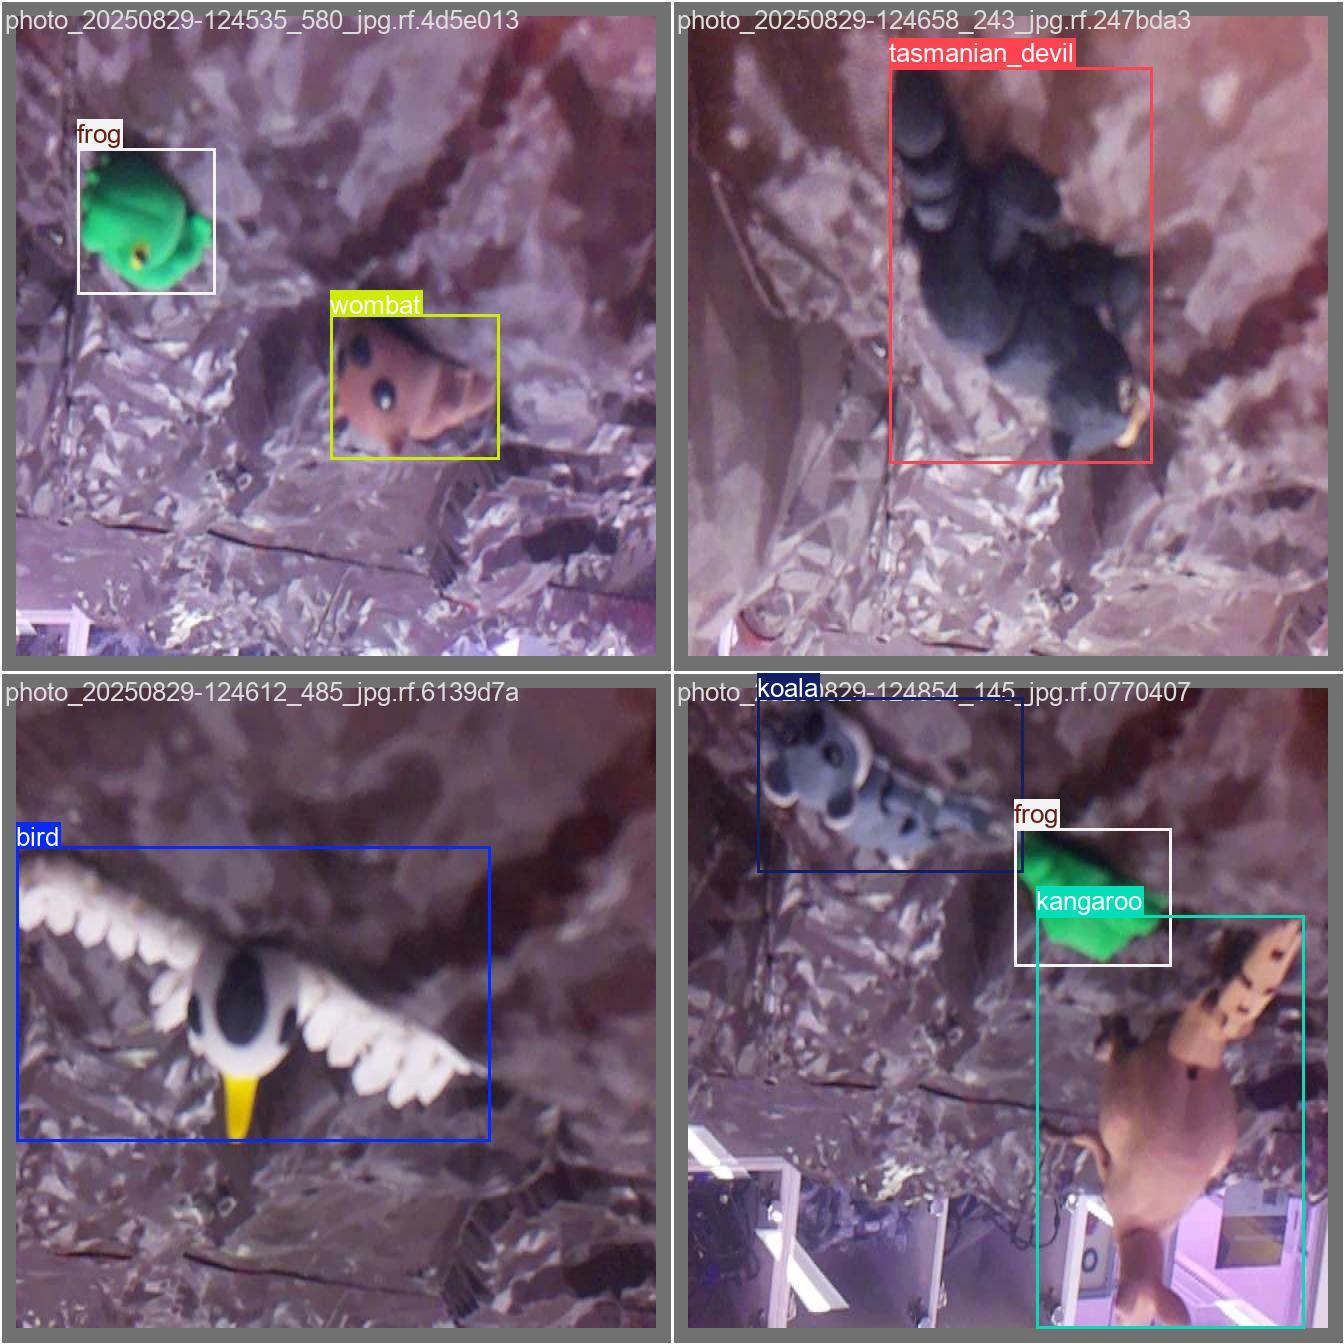 photo_20250829-124535_580_jpg.rf.4d5e013
frog
wombat
photo_20250829-124658_243_jpg.rf.247bda3
tasmanian_devil
photo_20250829-124612_485_jpg.rf.6139d7a
bird
photo_20250829-124854_145_jpg.rf.0770407
koala
frog
kangaroo